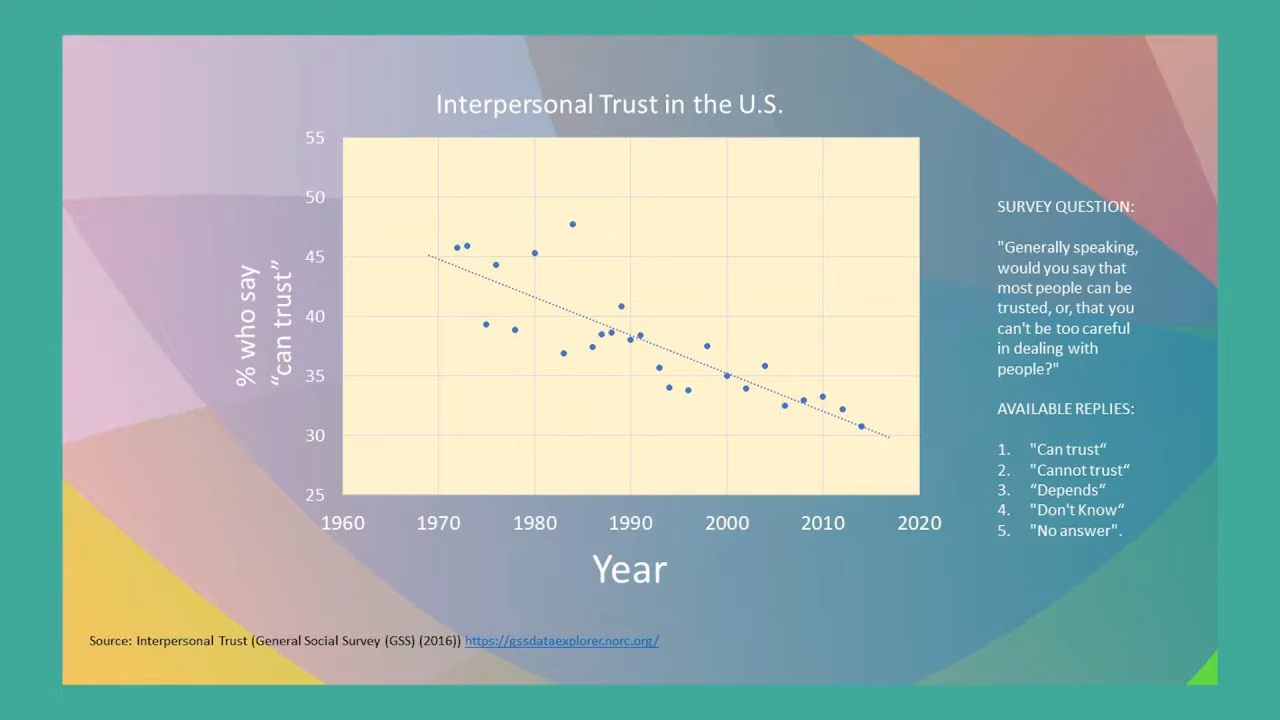 Interpersonal Trust in the U.S.
55
50
45
40
35
30
25
% who say
“can trust”
1960 1970 1980 1990 2000 2010 2020
Year
SURVEY QUESTION:
"Generally speaking,
would you say that
most people can be
trusted, or, that you
can't be too careful
in dealing with
people?"
AVAILABLE REPLIES:
1. "Can trust“
2. "Cannot trust“
3. “Depends“
4. "Don't Know“
5. "No answer".
Source: Interpersonal Trust (General Social Survey (GSS) (2016)) https://gssdataexplorer.norc.org/